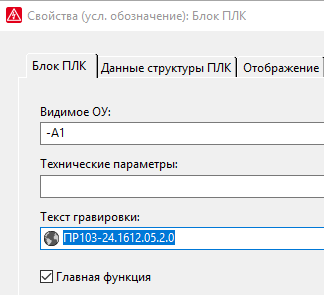 Свойства (усл. обозначение): Блок ПЛК
Блок ПЛК Данные структуры ПЛК Отображение
Видимое ОУ:
-A1
Технические параметры:
Текст гравировки:
ПР103-24.1612.05.2.0
Главная функция